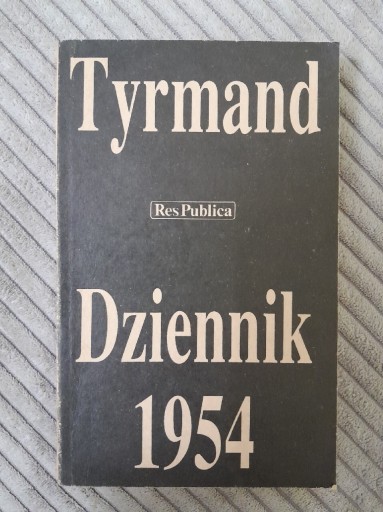 Tyrmand
Res Publica
Dziennik
1954